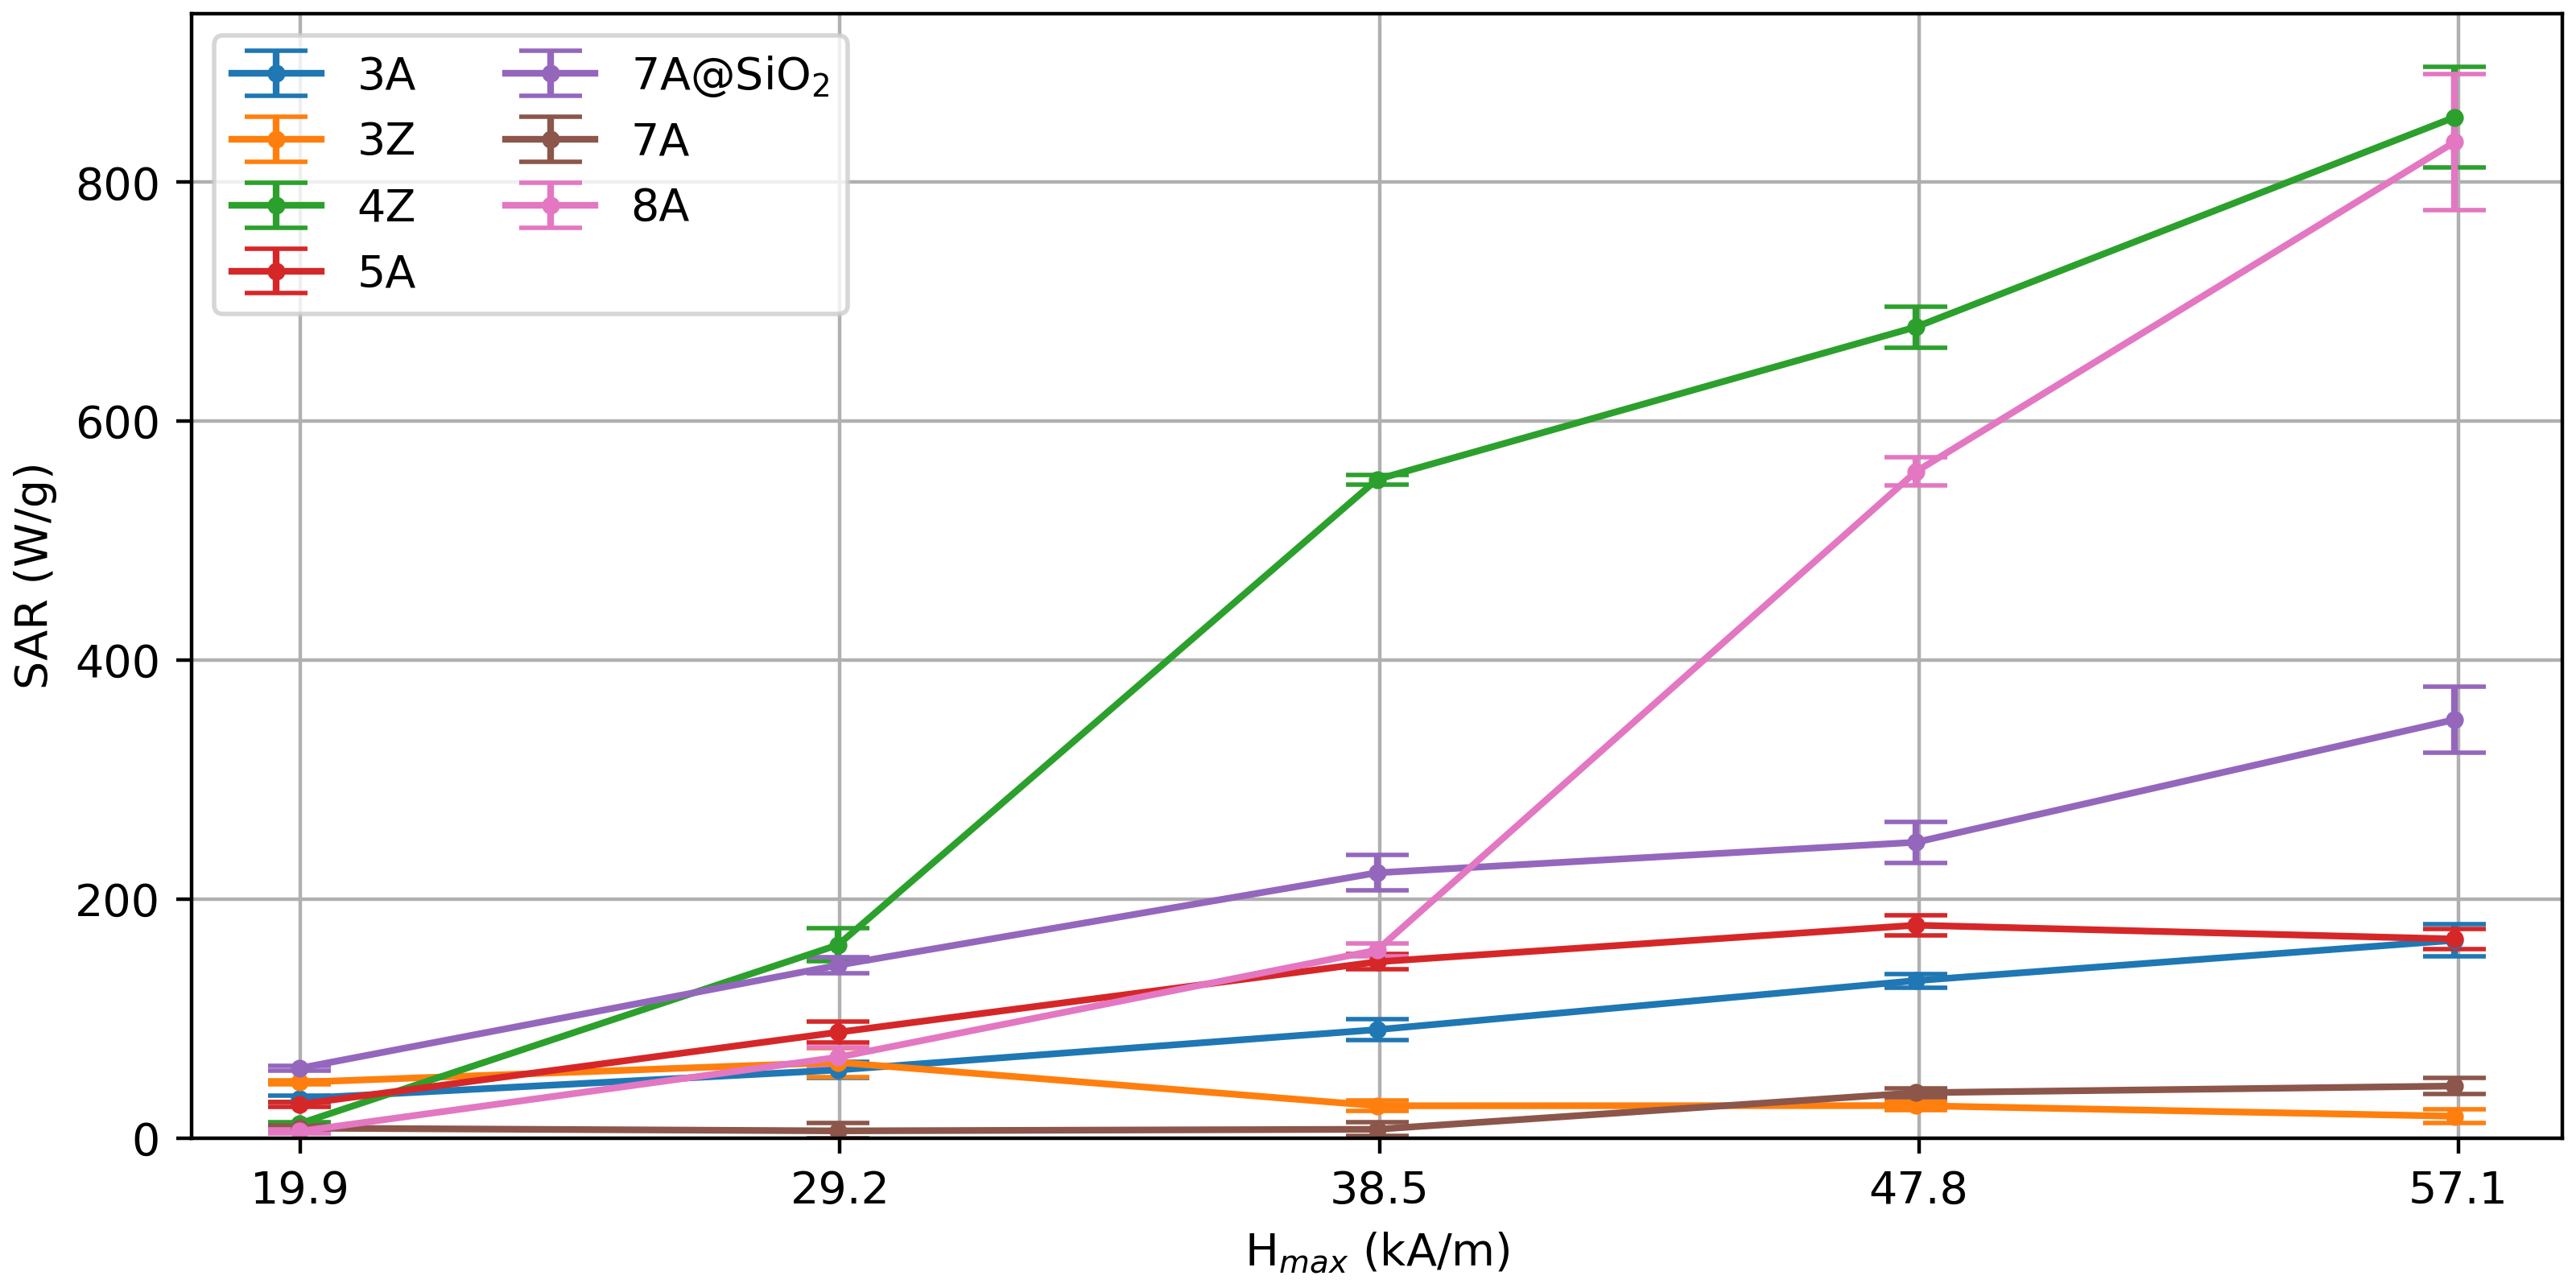 3A
3Z
4Z
5A
7A@SiO₂
7A
8A
800
600
400
200
0
SAR (W/g)
19.9 29.2 38.5 47.8 57.1
Hmax (kA/m)